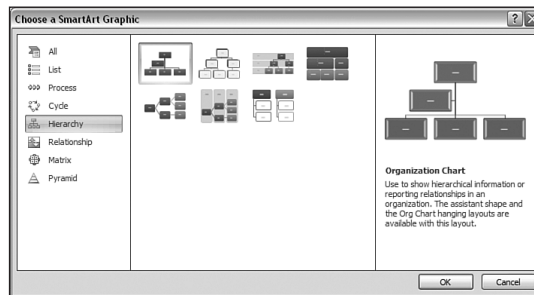 Choose a SmartArt Graphic
All
List
Process
Cycle
Hierarchy
Relationship
Matrix
Pyramid
Organization Chart
Use to show hierarchical information or
reporting relationships in an
organization. The assistant shape and
the Org Chart hanging layouts are
available with this layout.
OK
Cancel